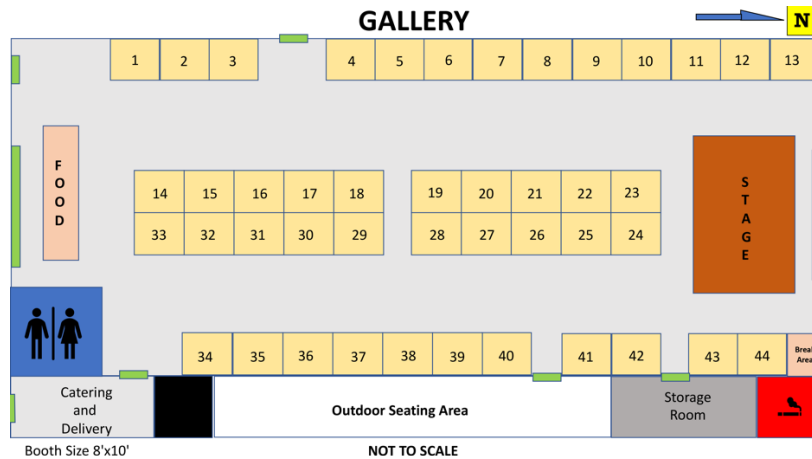 GALLERY
N
1 2 3 4 5 6 7 8 9 10 11 12 13
FOOD
14 15 16 17 18 19 20 21 22 23
33 32 31 30 29 28 27 26 25 24
STAGE
34 35 36 37 38 39 40 41 42 43 44
Area
Catering
and
Delivery
Outdoor Seating Area
Storage
Room
Booth Size 8'x10'
NOT TO SCALE